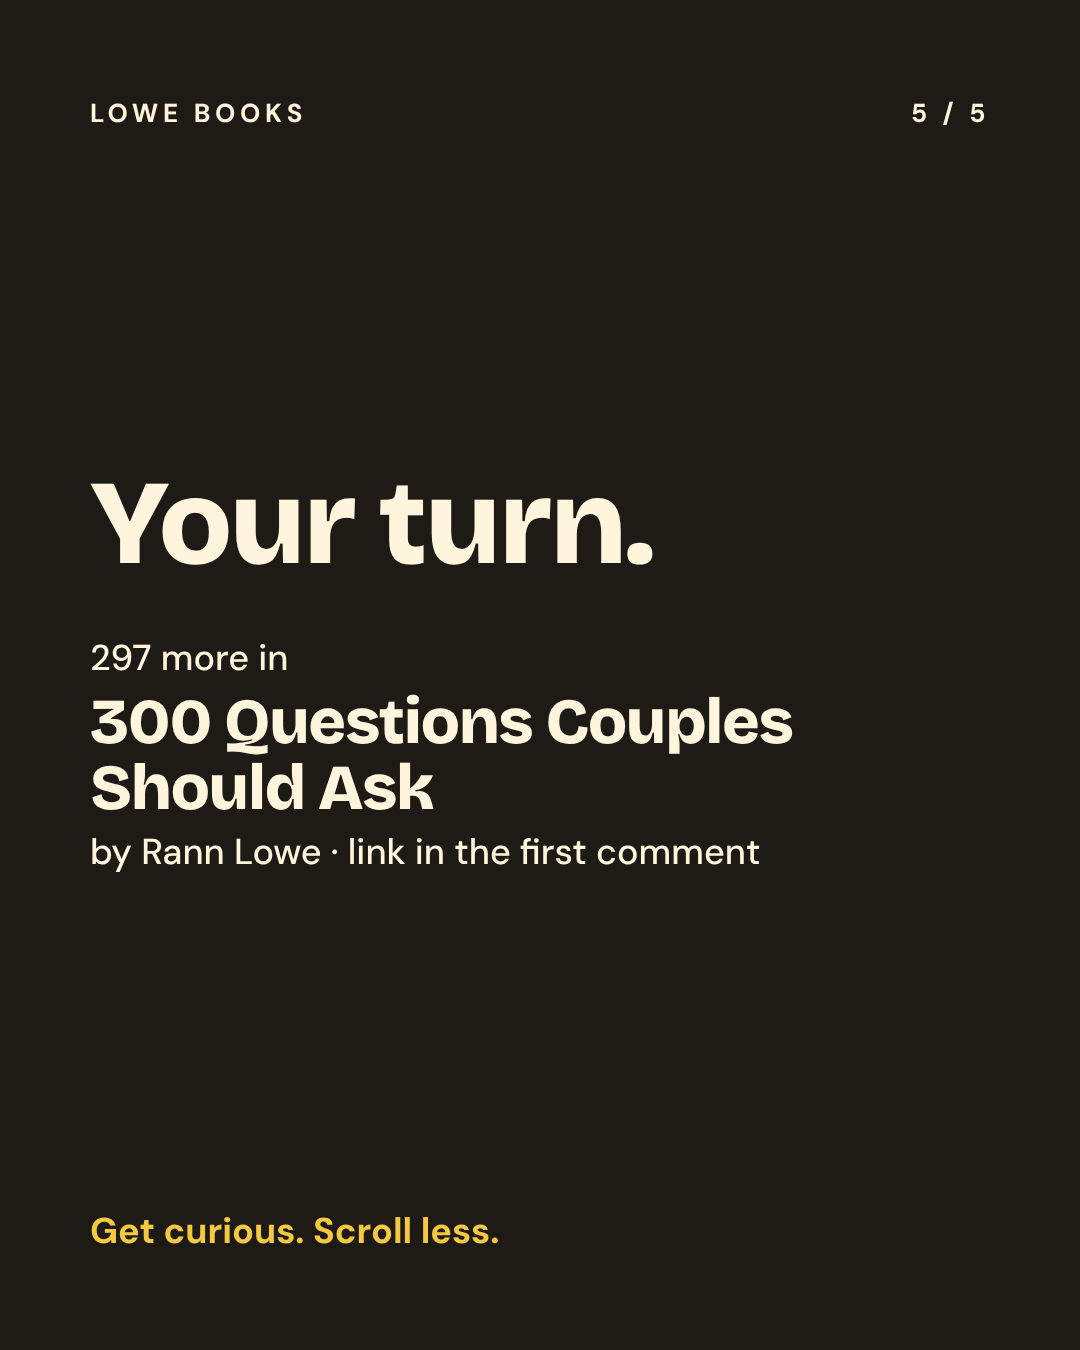 LOWE BOOKS
5 / 5
Your turn.
297 more in
300 Questions Couples
Should Ask
by Rann Lowe · link in the first comment
Get curious. Scroll less.